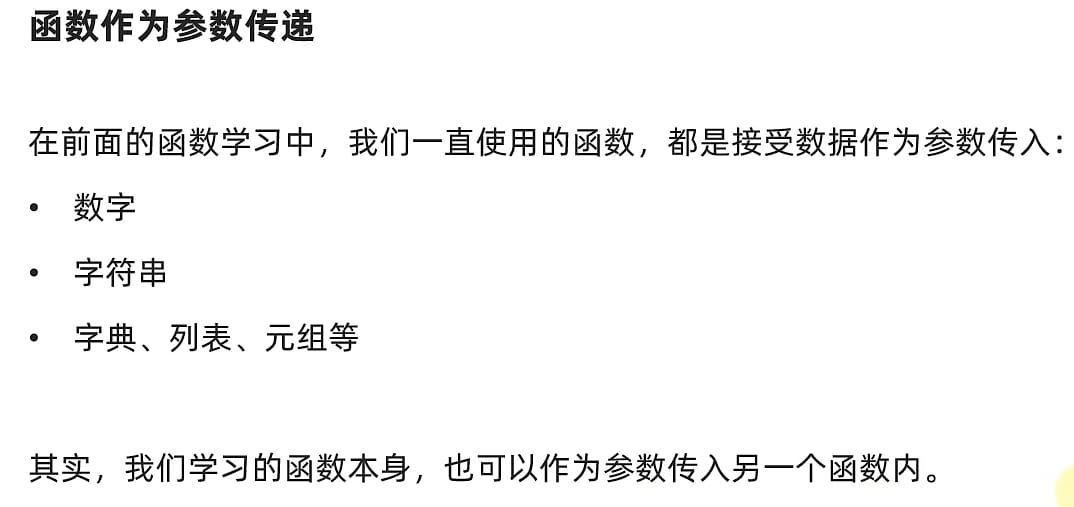 函数作为参数传递
在前面的函数学习中，我们一直使用的函数，都是接受数据作为参数传入：
• 数字
• 字符串
• 字典、列表、元组等
其实，我们学习的函数本身，也可以作为参数传入另一个函数内。